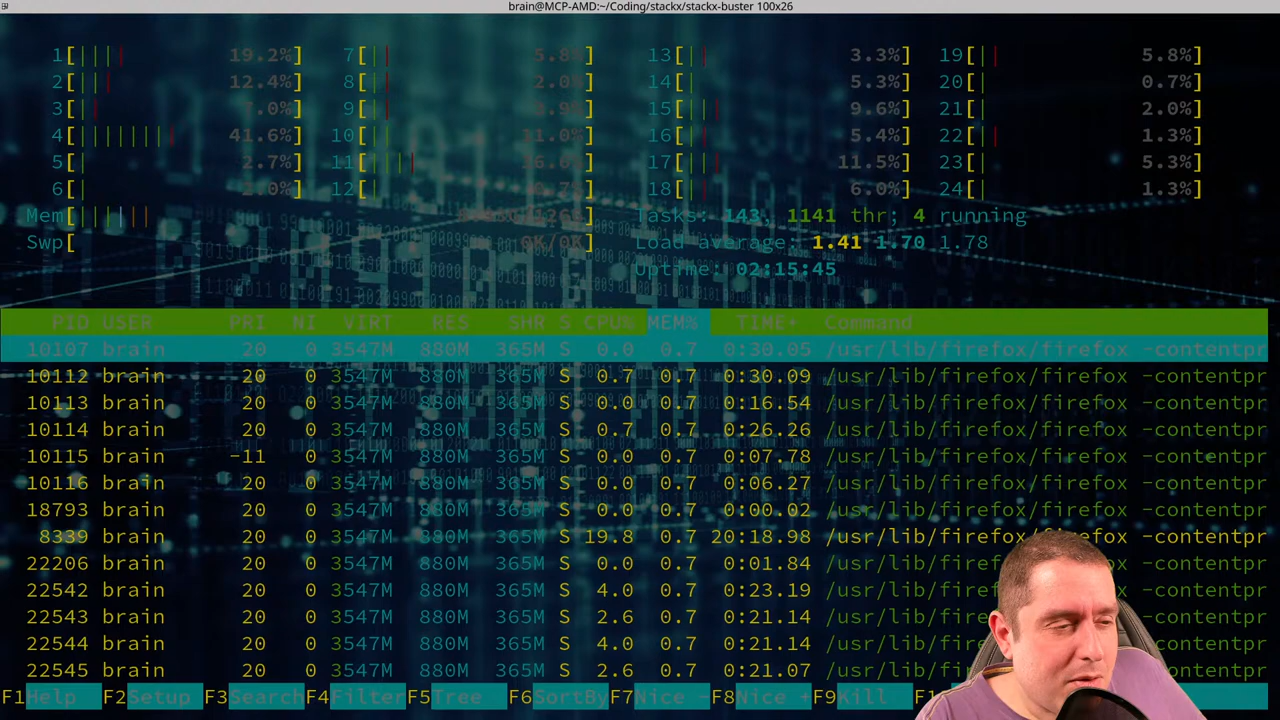 brain@MCP-AMD:~/Coding/stackx/stackx-buster 100x26
1[||||| 19.2%] 7[|| 5.8%] 13[|| 3.3%] 19[|| 5.8%]
2[||| 12.4%] 8[|| 2.0%] 14[| 5.3%] 20[| 0.7%]
3[|| 7.0%] 9[|| 3.9%] 15[||| 9.6%] 21[| 2.0%]
4[|||||||| 41.6%] 10[|| 11.0%] 16[|| 5.4%] 22[|| 1.3%]
5[| 2.7%] 11[||||| 17[||| 11.5%] 23[| 5.3%]
6[| 2.0%] 12[| 18[|| 6.0%] 24[| 1.3%]
Mem[|||||| ] Tasks: 143, 1141 thr; 4 running
Swp[ 0K/0K] Load average: 1.41 1.70 1.78
Uptime: 02:15:45
PID USER PRI NI VIRT RES SHR S CPU% MEM% TIME+ Command
10107 brain 20 0 3547M 880M 365M S 0.0 0.7 0:30.05 /usr/lib/firefox/firefox -contentpr
10112 brain 20 0 3547M 880M 365M S 0.7 0.7 0:30.09 /usr/lib/firefox/firefox -contentpr
10113 brain 20 0 3547M 880M 365M S 0.0 0.7 0:16.54 /usr/lib/firefox/firefox -contentpr
10114 brain 20 0 3547M 880M 365M S 0.7 0.7 0:26.26 /usr/lib/firefox/firefox -contentpr
10115 brain -11 0 3547M 880M 365M S 0.0 0.7 0:07.78 /usr/lib/firefox/firefox -contentpr
10116 brain 20 0 3547M 880M 365M S 0.0 0.7 0:06.27 /usr/lib/firefox/firefox -contentpr
18793 brain 20 0 3547M 880M 365M S 0.0 0.7 0:00.02 /usr/lib/firefox/firefox -contentpr
8339 brain 20 0 3547M 880M 365M S 19.8 0.7 20:18.98 /usr/lib/firefox/firefox -contentpr
22206 brain 20 0 3547M 880M 365M S 0.0 0.7 0:01.84 /usr/lib/firefox/f ontentpr
22542 brain 20 0 3547M 880M 365M S 4.0 0.7 0:23.19 /usr/lib/firefox/ ontentpr
22543 brain 20 0 3547M 880M 365M S 2.6 0.7 0:21.14 /usr/lib/firefox/ contentpr
22544 brain 20 0 3547M 880M 365M S 4.0 0.7 0:21.14 /usr/lib/firefox ontentpr
22545 brain 20 0 3547M 880M 365M S 2.6 0.7 0:21.07 /usr/lib/firef ntentpr
F1Help F2Setup F3SearchF4FilterF5Tree F6SortByF7Nice -F8Nice +F9Kill F1